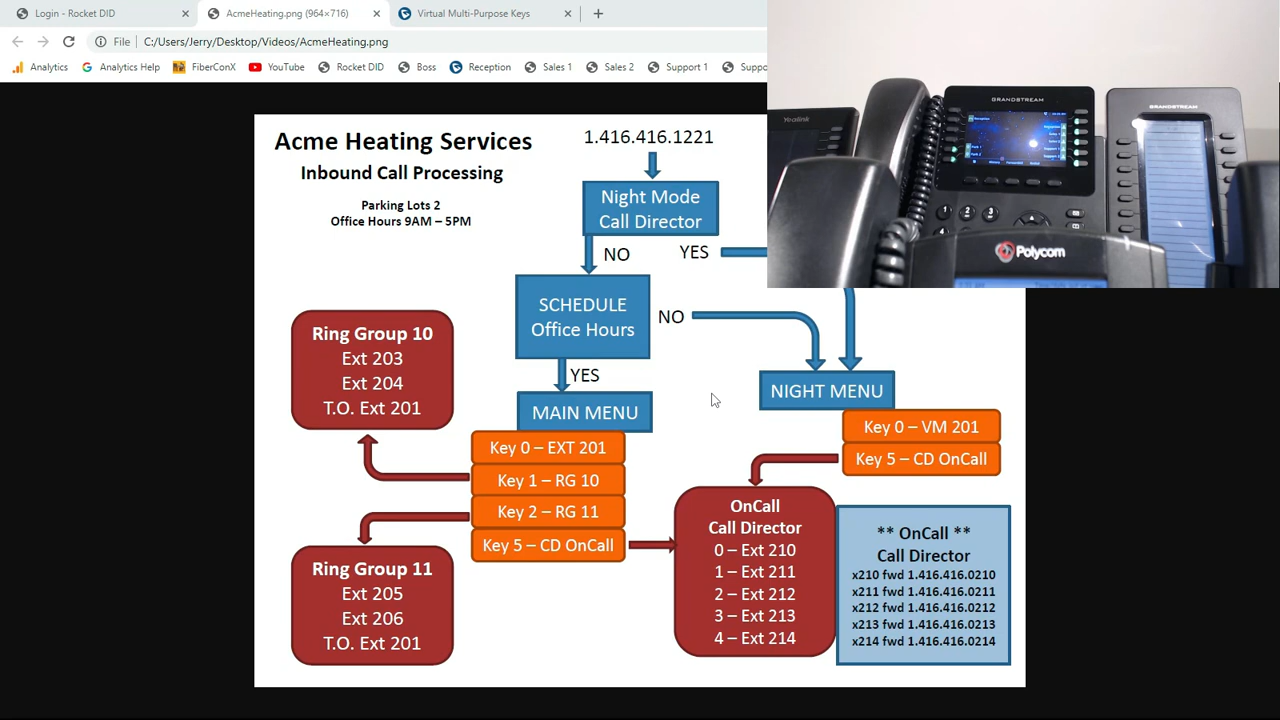 Login - Rocket DID
AcmeHeating.png (964×716)
Virtual Multi-Purpose Keys
File
C:/Users/Jerry/Desktop/Videos/AcmeHeating.png
Analytics
Analytics Help
FiberConX
YouTube
Rocket DID
Boss
Reception
Sales 1
Sales 2
Support 1
Suppo
Acme Heating Services
Inbound Call Processing
Parking Lots 2
Office Hours 9AM – 5PM
1.416.416.1221
Night Mode
Call Director
NO
YES
SCHEDULE
Office Hours
NO
YES
MAIN MENU
Key 0 – EXT 201
Key 1 – RG 10
Key 2 – RG 11
Key 5 – CD OnCall
Ring Group 10
Ext 203
Ext 204
T.O. Ext 201
Ring Group 11
Ext 205
Ext 206
T.O. Ext 201
NIGHT MENU
Key 0 – VM 201
Key 5 – CD OnCall
OnCall
Call Director
0 – Ext 210
1 – Ext 211
2 – Ext 212
3 – Ext 213
4 – Ext 214
** OnCall **
Call Director
x210 fwd 1.416.416.0210
x211 fwd 1.416.416.0211
x212 fwd 1.416.416.0212
x213 fwd 1.416.416.0213
x214 fwd 1.416.416.0214
Yealink
GRANDSTREAM
GRANDSTREAM
1
2
3
4
Polycom